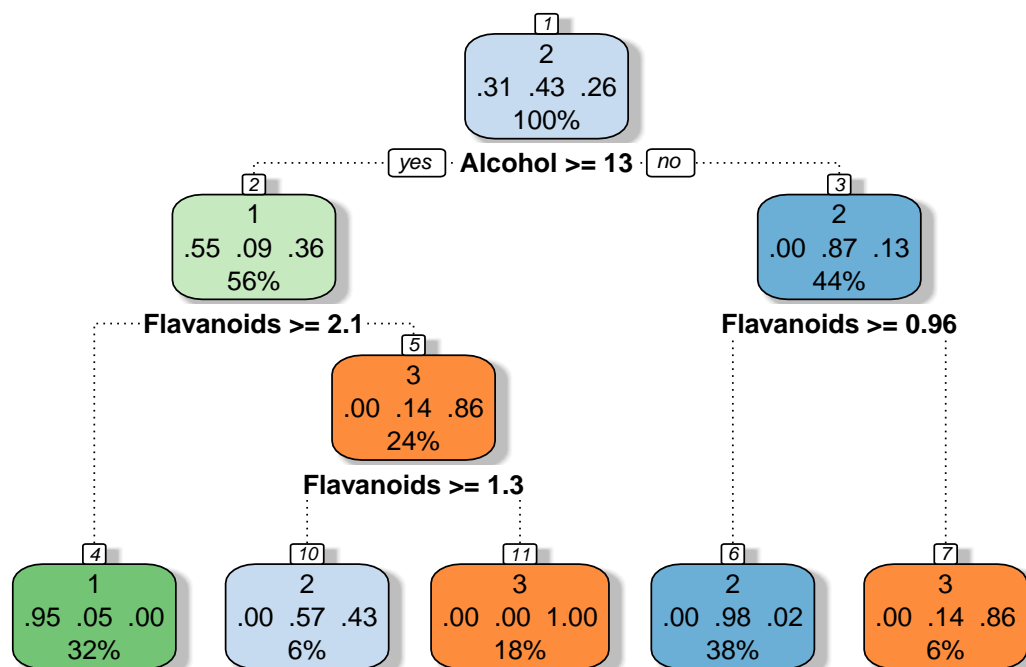 1
2
.31 .43 .26
100%
yes Alcohol >= 13 no
2
1
.55 .09 .36
56%
3
2
.00 .87 .13
44%
Flavanoids >= 2.1
Flavanoids >= 0.96
5
3
.00 .14 .86
24%
Flavanoids >= 1.3
4
1
.95 .05 .00
32%
10
2
.00 .57 .43
6%
11
3
.00 .00 1.00
18%
6
2
.00 .98 .02
38%
7
3
.00 .14 .86
6%